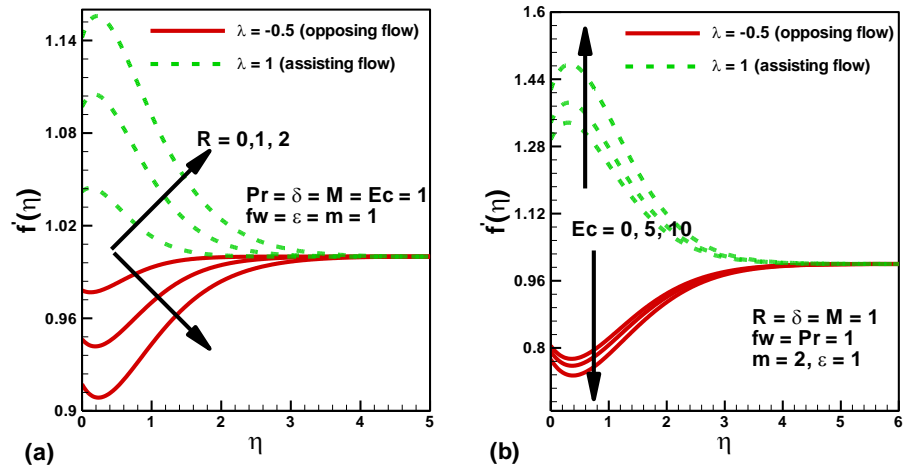 1.14
1.08
1.02
0.96
0.9
f'(η)
λ = -0.5 (opposing flow)
λ = 1 (assisting flow)
R = 0,1, 2
Pr = δ = M = Ec = 1
fw = ε = m = 1
0 1 2 3 4 5
η
(a)
1.6
1.44
1.28
1.12
0.96
0.8
f'(η)
λ = -0.5 (opposing flow)
λ = 1 (assisting flow)
Ec = 0, 5, 10
R = δ = M = 1
fw = Pr = 1
m = 2, ε = 1
0 1 2 3 4 5 6
η
(b)